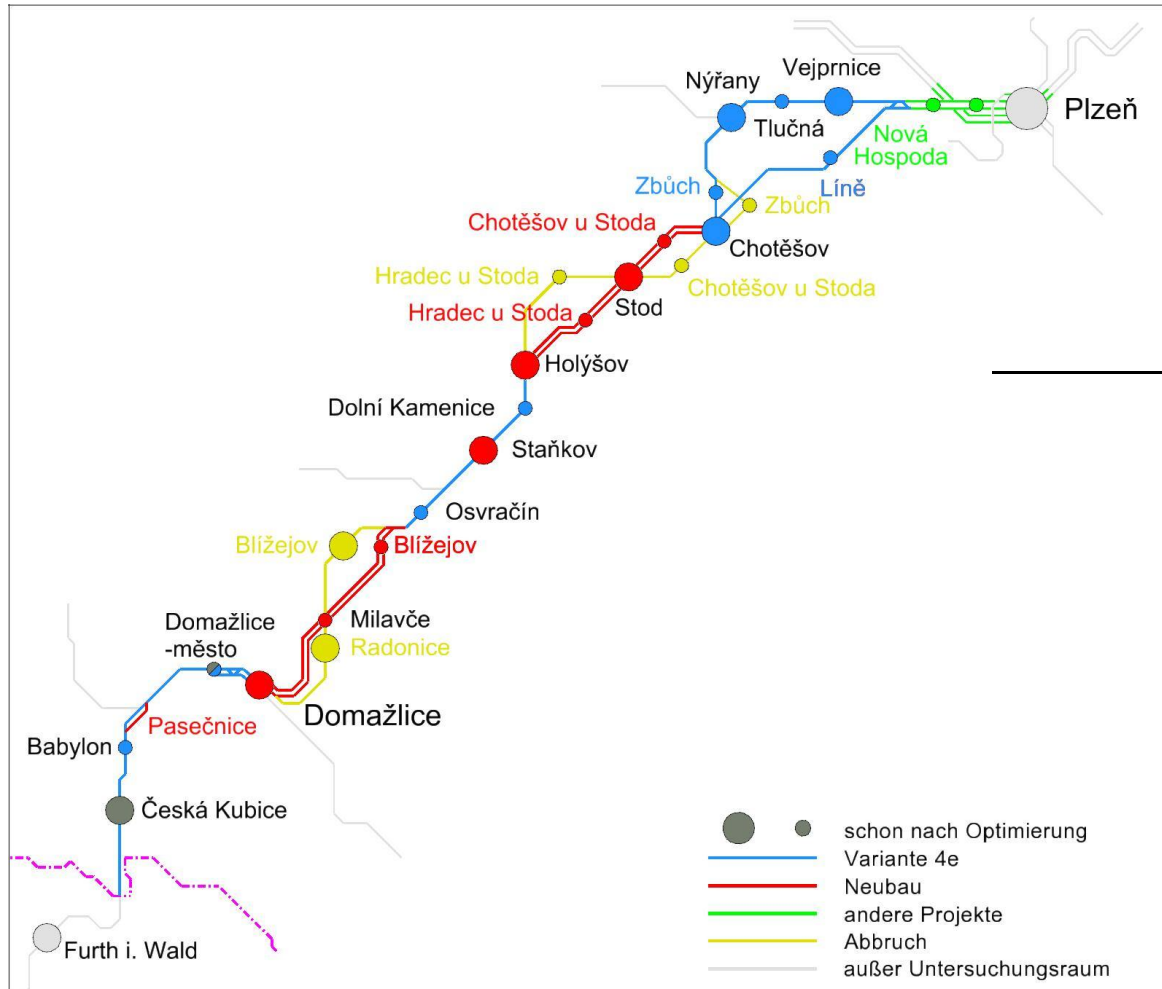 Nýřany
Vejprnice
Plzeň
Tlučná
Nová
Hospoda
Líně
Zbůch
Zbůch
Chotěšov u Stoda
Chotěšov
Hradec u Stoda
Chotěšov u Stoda
Hradec u Stoda
Stod
Holýšov
Dolní Kamenice
Staňkov
Osvračín
Blížejov
Blížejov
Milavče
Domažlice
-město
Radonice
Domažlice
Pasečnice
Babylon
Česká Kubice
Furth i. Wald
schon nach Optimierung
Variante 4e
Neubau
andere Projekte
Abbruch
außer Untersuchungsraum